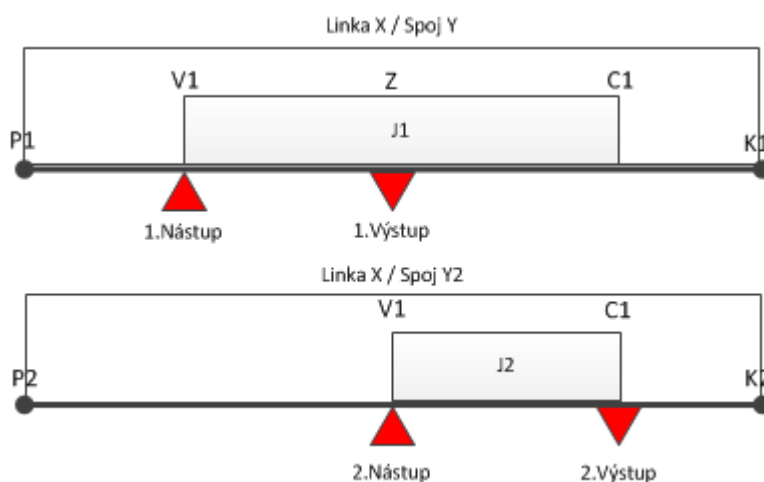 Linka X / Spoj Y
V1 Z C1
J1
P1 K1
1.Nástup 1.Výstup
Linka X / Spoj Y2
V1 C1
J2
P2 K2
2.Nástup 2.Výstup